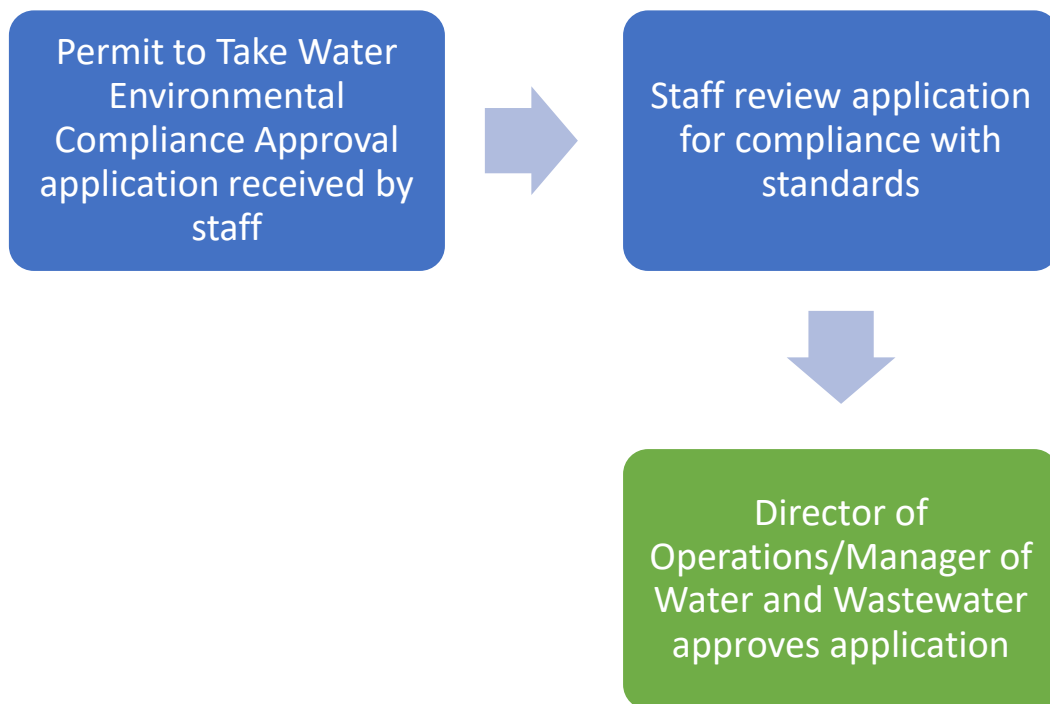 Permit to Take Water
Environmental
Compliance Approval
application received by
staff
Staff review application
for compliance with
standards
Director of
Operations/Manager of
Water and Wastewater
approves application